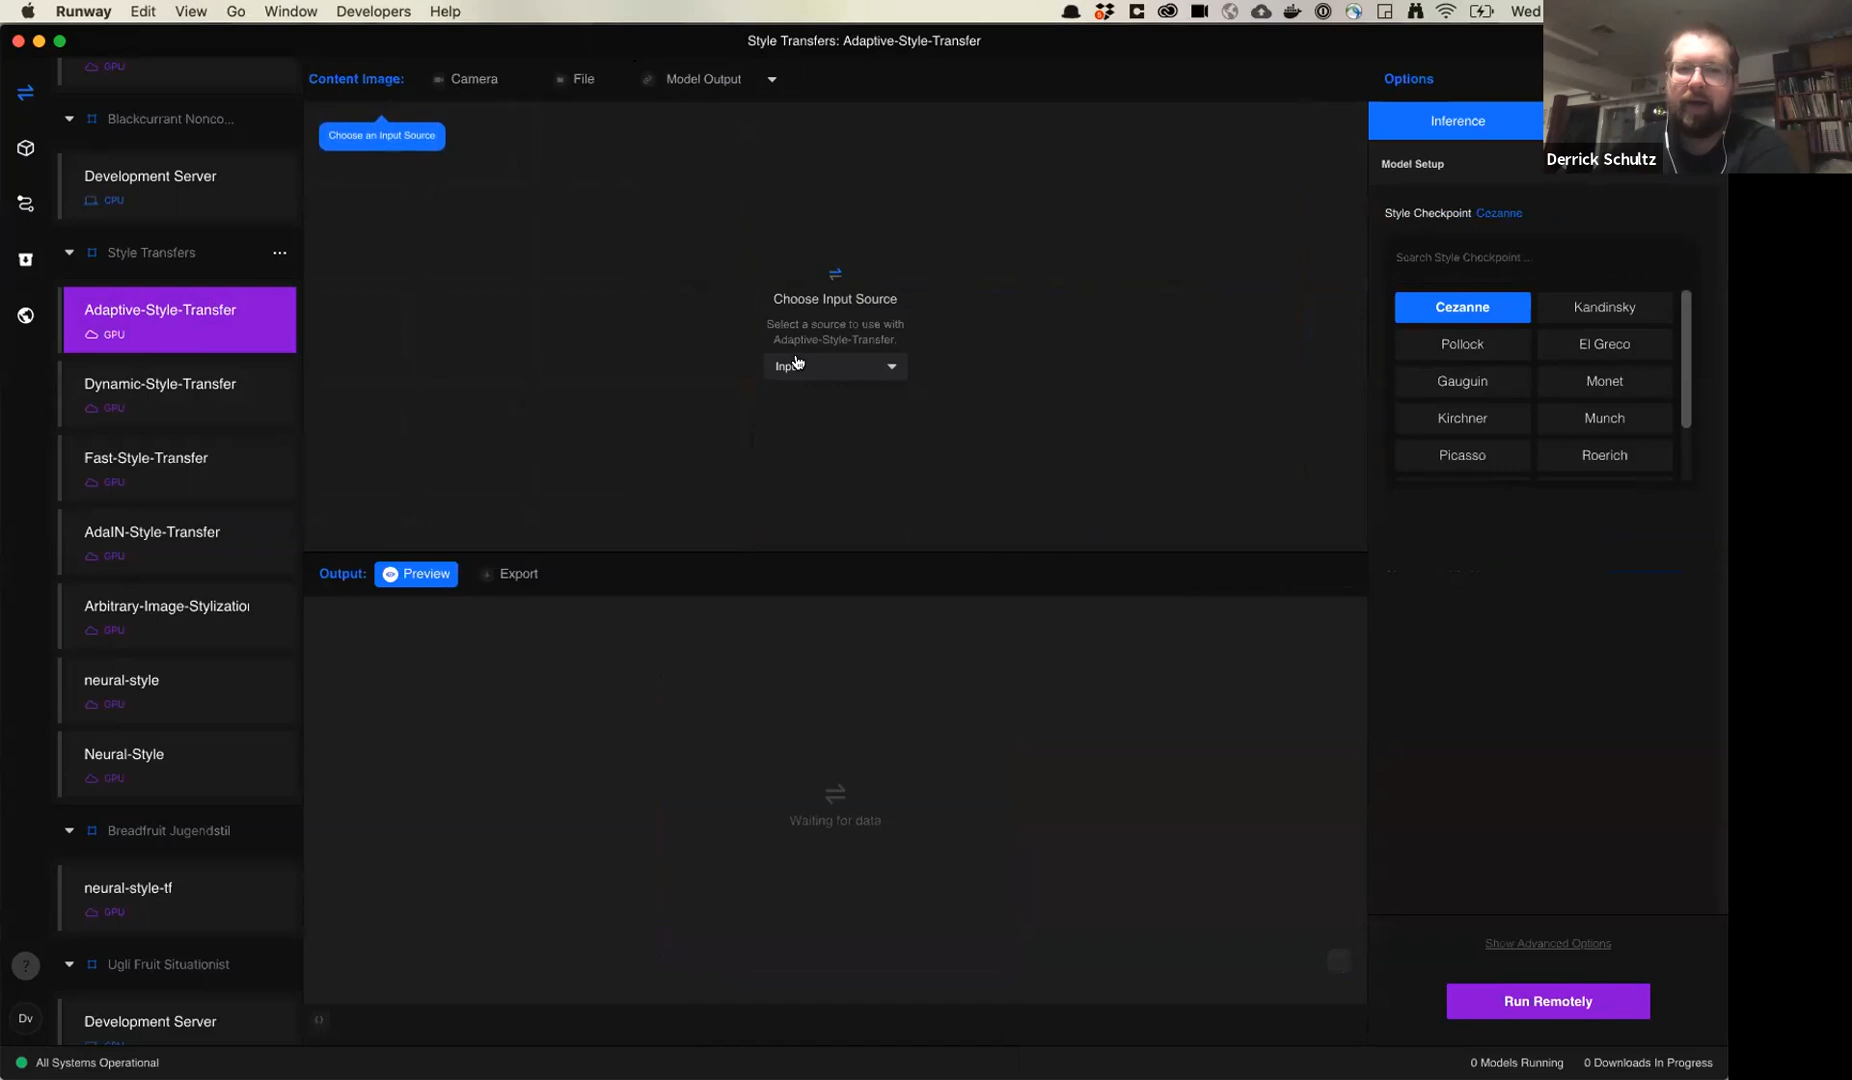 Runway Edit View Go Window Developers Help
Wed
Style Transfers: Adaptive-Style-Transfer
GPU
Blackcurrant Nonco...
Development Server
CPU
Style Transfers
Adaptive-Style-Transfer
GPU
Dynamic-Style-Transfer
GPU
Fast-Style-Transfer
GPU
AdaIN-Style-Transfer
GPU
Arbitrary-Image-Stylization
GPU
neural-style
GPU
Neural-Style
GPU
Breadfruit Jugendstil
neural-style-tf
GPU
Ugli Fruit Situationist
Development Server
?
Dv
All Systems Operational
Content Image: Camera File Model Output
Choose an Input Source
Choose Input Source
Select a source to use with
Adaptive-Style-Transfer.
Output: Preview Export
Waiting for data
{}
Options
Inference
Model Setup
Derrick Schultz
Style Checkpoint Cezanne
Search Style Checkpoint ...
Cezanne Kandinsky
Pollock El Greco
Gauguin Monet
Kirchner Munch
Picasso Roerich
Show Advanced Options
Run Remotely
0 Models Running 0 Downloads In Progress